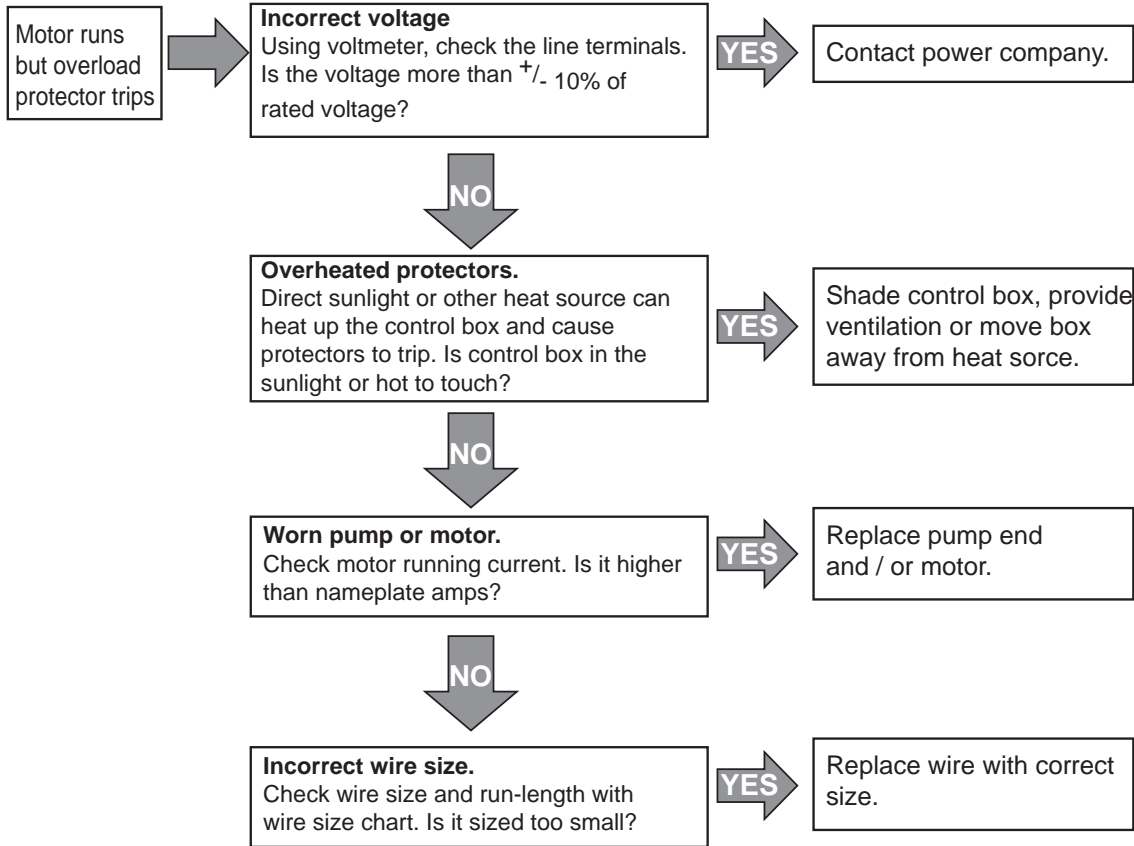 Motor runs
but overload
protector trips
Incorrect voltage
Using voltmeter, check the line terminals.
Is the voltage more than +/- 10% of
rated voltage?
YES
Contact power company.
NO
Overheated protectors.
Direct sunlight or other heat source can
heat up the control box and cause
protectors to trip. Is control box in the
sunlight or hot to touch?
YES
Shade control box, provide
ventilation or move box
away from heat sorce.
NO
Worn pump or motor.
Check motor running current. Is it higher
than nameplate amps?
YES
Replace pump end
and / or motor.
NO
Incorrect wire size.
Check wire size and run-length with
wire size chart. Is it sized too small?
YES
Replace wire with correct
size.